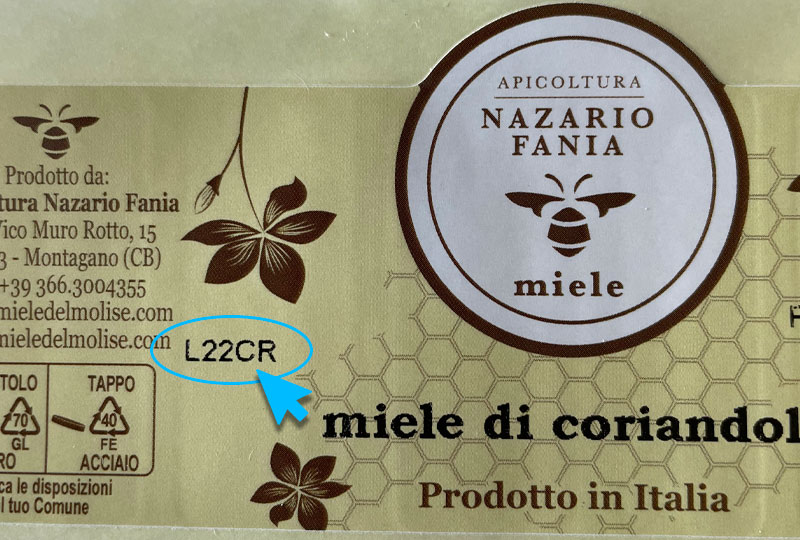 Prodotto da:
tura Nazario Fania
Vico Muro Rotto, 15
3 - Montagano (CB)
+39 366.3004355
mieledelmolise.com
mieledelmolise.com
L22CR
TOLO
70
GL
RO
TAPPO
40
FE
ACCIAIO
ca le disposizioni
l tuo Comune
APICOLTURA
NAZARIO
FANIA
miele
miele di coriandol
Prodotto in Italia